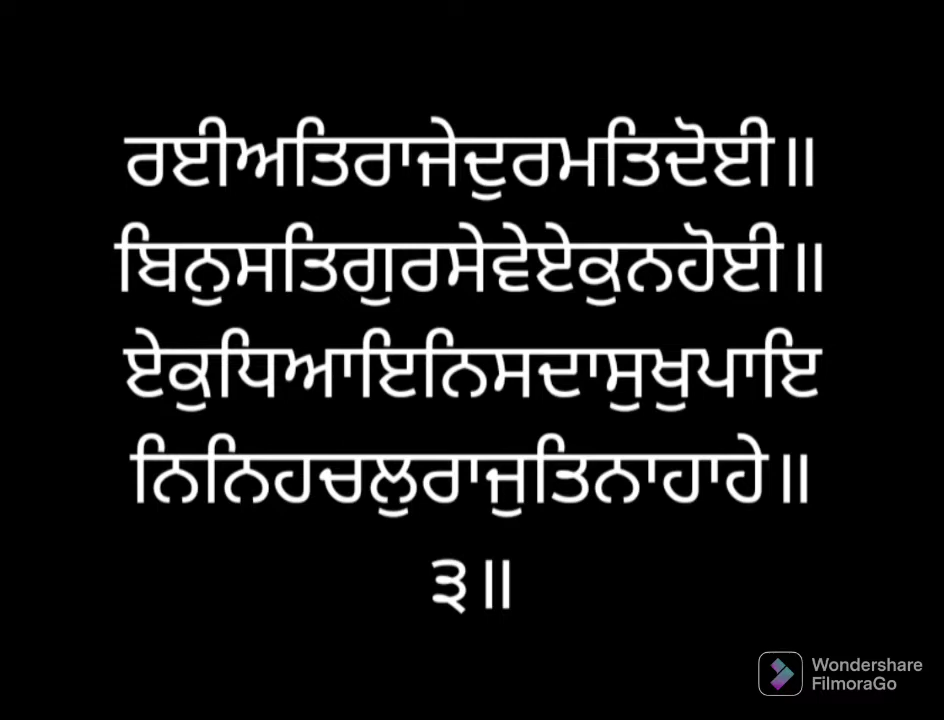 ਰਈਅਤਿਰਾਜੇਦੁਰਮਤਿਦੋਈ॥
ਬਿਨੁਸਤਿਗੁਰਸੇਵੇਏਕੁਨਹੋਈ॥
ਏਕੁਧਿਆਇਨਿਸਦਾਸੁਖੁਪਾਇ
ਨਿਨਿਹਚਲੁਰਾਜੁਤਿਨਾਹਾਹੇ॥
੩॥
Wondershare
FilmoraGo